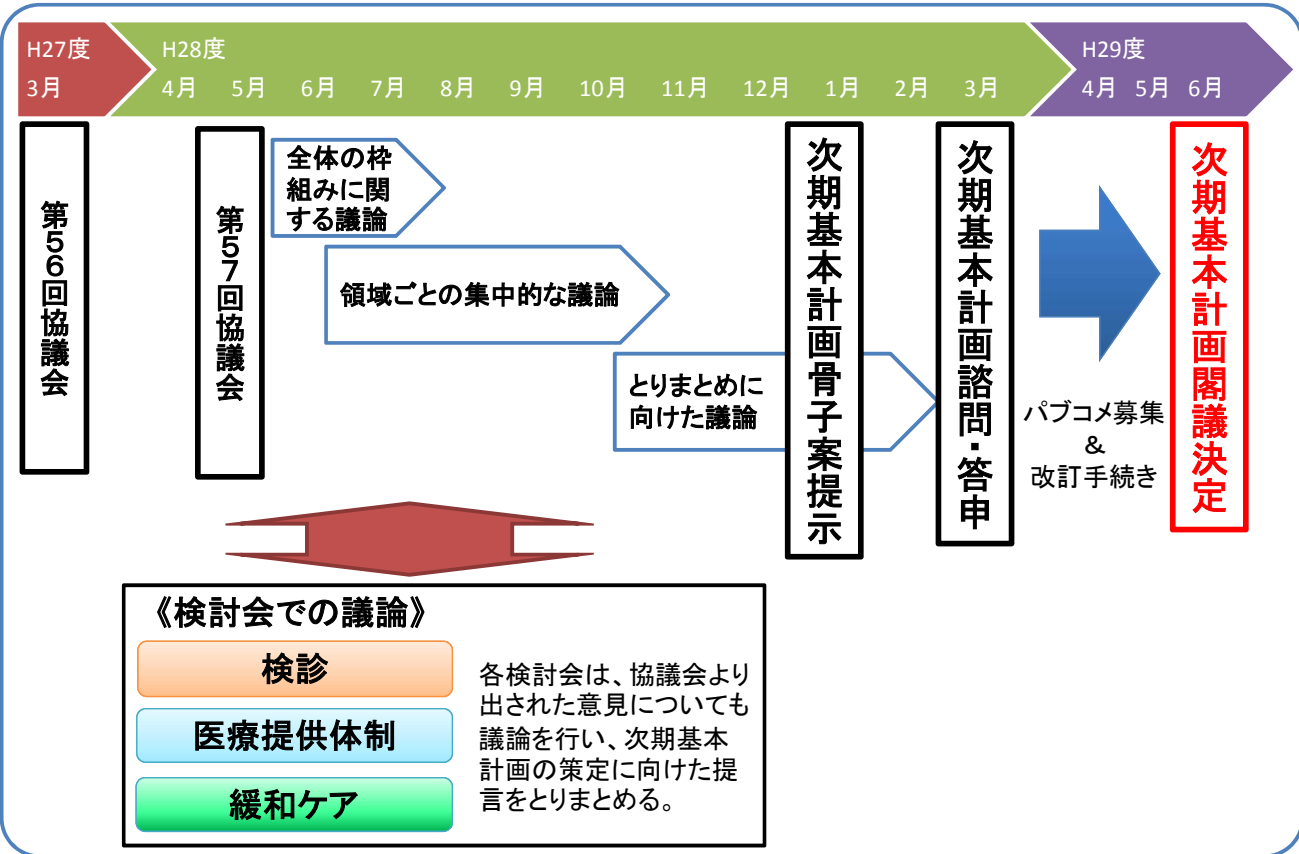 H27度
3月
H28度
4月 5月 6月 7月 8月 9月 10月 11月 12月 1月 2月 3月
H29度
4月 5月 6月
第56回協議会
第57回協議会
全体の枠
組みに関
する議論
領域ごとの集中的な議論
とりまとめに
向けた議論
次期基本計画骨子案提示
次期基本計画諮問・答申
パブコメ募集
&
改訂手続き
次期基本計画閣議決定
《検討会での議論》
検診
医療提供体制
緩和ケア
各検討会は、協議会より
出された意見についても
議論を行い、次期基本
計画の策定に向けた提
言をとりまとめる。